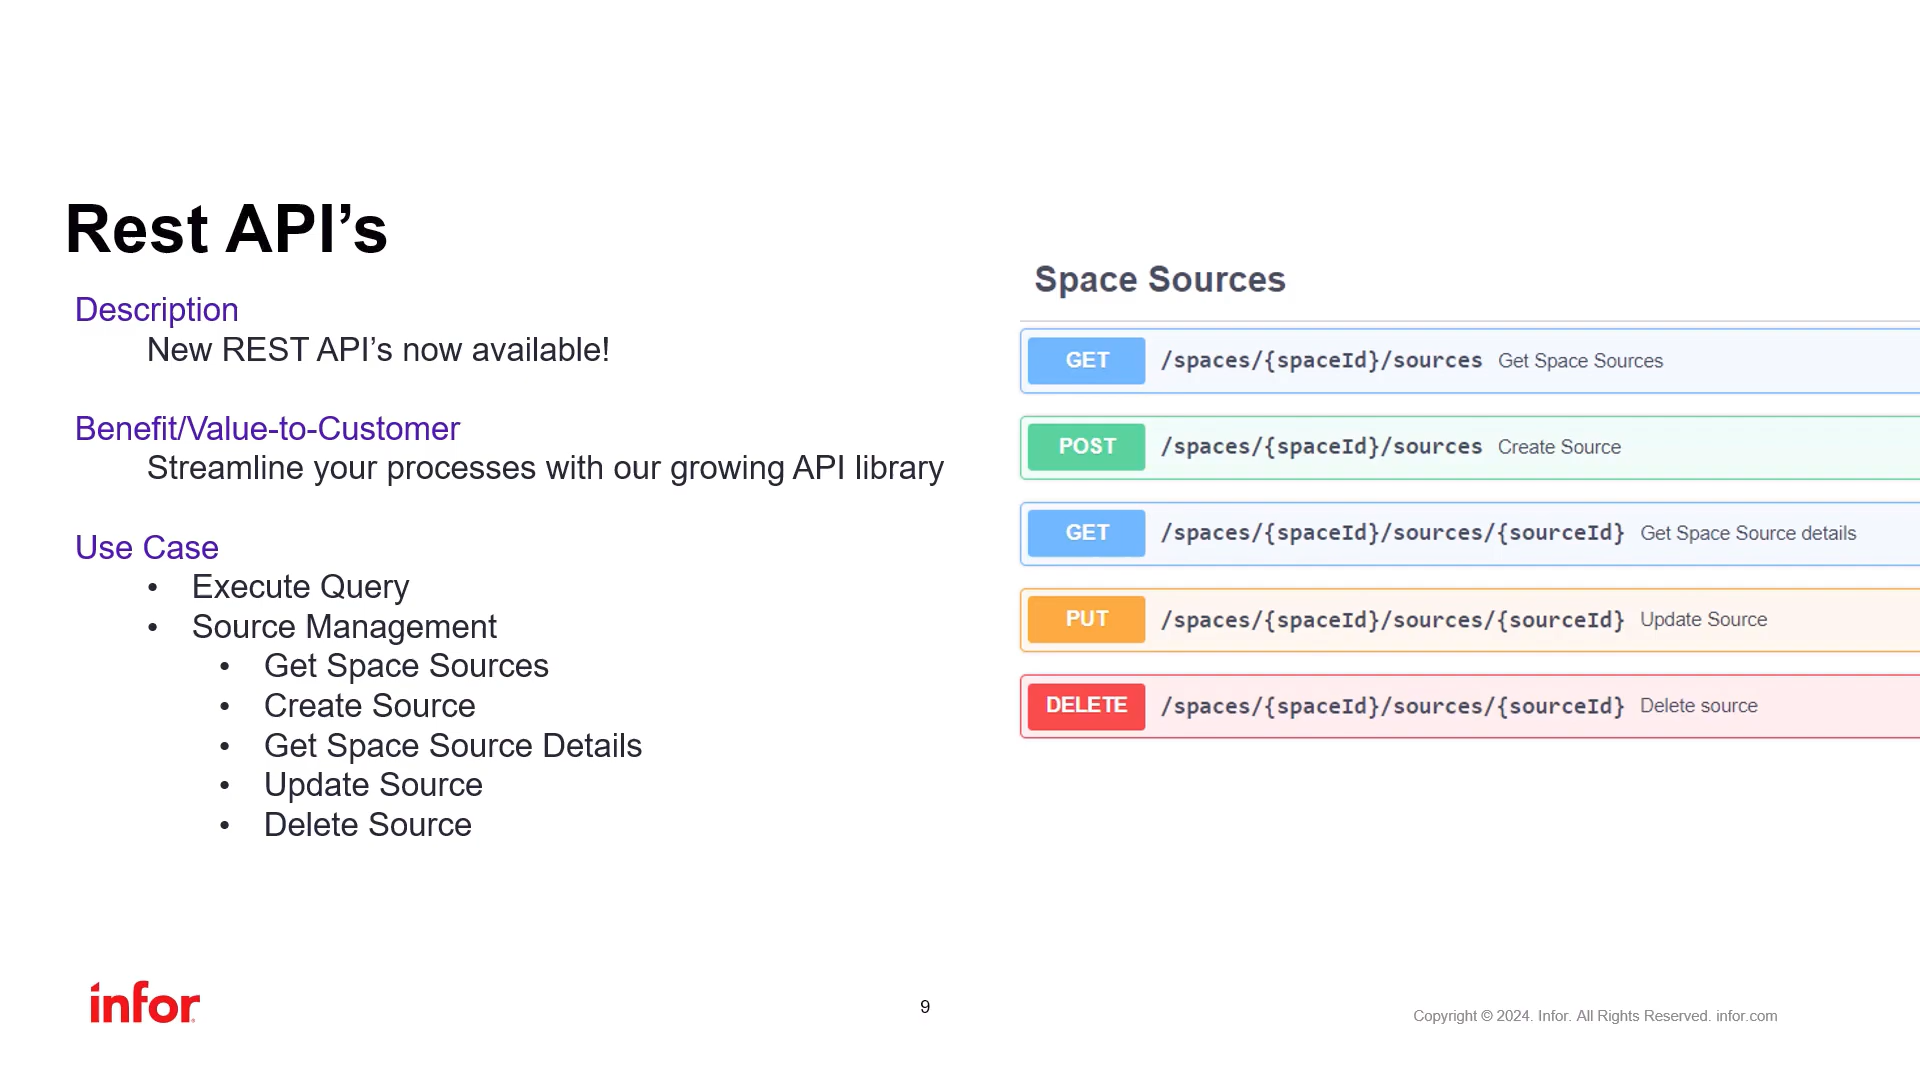 Rest API’s
Description
New REST API’s now available!
Benefit/Value-to-Customer
Streamline your processes with our growing API library
Use Case
• Execute Query
• Source Management
• Get Space Sources
• Create Source
• Get Space Source Details
• Update Source
• Delete Source
Space Sources
GET /spaces/{spaceId}/sources Get Space Sources
POST /spaces/{spaceId}/sources Create Source
GET /spaces/{spaceId}/sources/{sourceId} Get Space Source details
PUT /spaces/{spaceId}/sources/{sourceId} Update Source
DELETE /spaces/{spaceId}/sources/{sourceId} Delete source
infor
9
Copyright © 2024. Infor. All Rights Reserved. infor.com